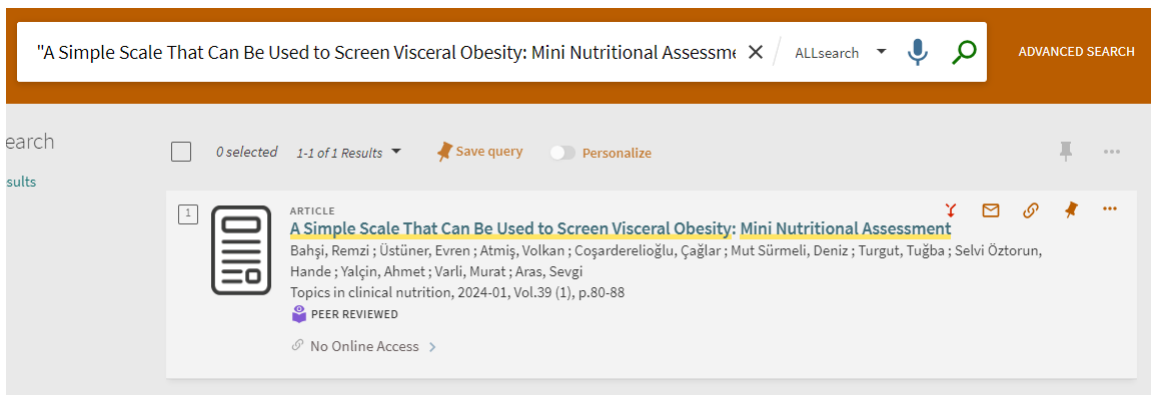 "A Simple Scale That Can Be Used to Screen Visceral Obesity: Mini Nutritional Assessme
ALLsearch
ADVANCED SEARCH
earch
sults
0 selected 1-1 of 1 Results
Save query
Personalize
1
ARTICLE
A Simple Scale That Can Be Used to Screen Visceral Obesity: Mini Nutritional Assessment
Bahşi, Remzi ; Üstüner, Evren ; Atmiş, Volkan ; Coşarderelioğlu, Çağlar ; Mut Sürmeli, Deniz ; Turgut, Tuğba ; Selvi Öztorun,
Hande ; Yalçin, Ahmet ; Varli, Murat ; Aras, Sevgi
Topics in clinical nutrition, 2024-01, Vol.39 (1), p.80-88
PEER REVIEWED
No Online Access